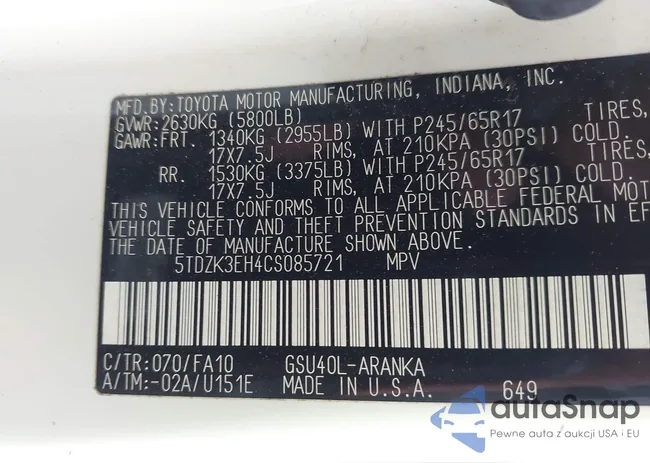 MFD.BY:TOYOTA MOTOR MANUFACTURING, INDIANA, INC.
GVWR:2630KG (5800LB)
GAWR:FRT. 1340KG (2955LB) WITH P245/65R17 TIRES,
17X7.5J RIMS, AT 210KPA (30PSI) COLD.
RR. 1530KG (3375LB) WITH P245/65R17 TIRES,
17X7.5J RIMS, AT 210KPA (30PSI) COLD.
THIS VEHICLE CONFORMS TO ALL APPLICABLE FEDERAL MOT
VEHICLE SAFETY AND THEFT PREVENTION STANDARDS IN EF
THE DATE OF MANUFACTURE SHOWN ABOVE.
5TDZK3EH4CS085721 MPV
C/TR:070/FA10 GSU40L-ARANKA
A/TM:-02A/U151E MADE IN U.S.A. 649
autoSnap
Pewne auta z aukcji USA i EU